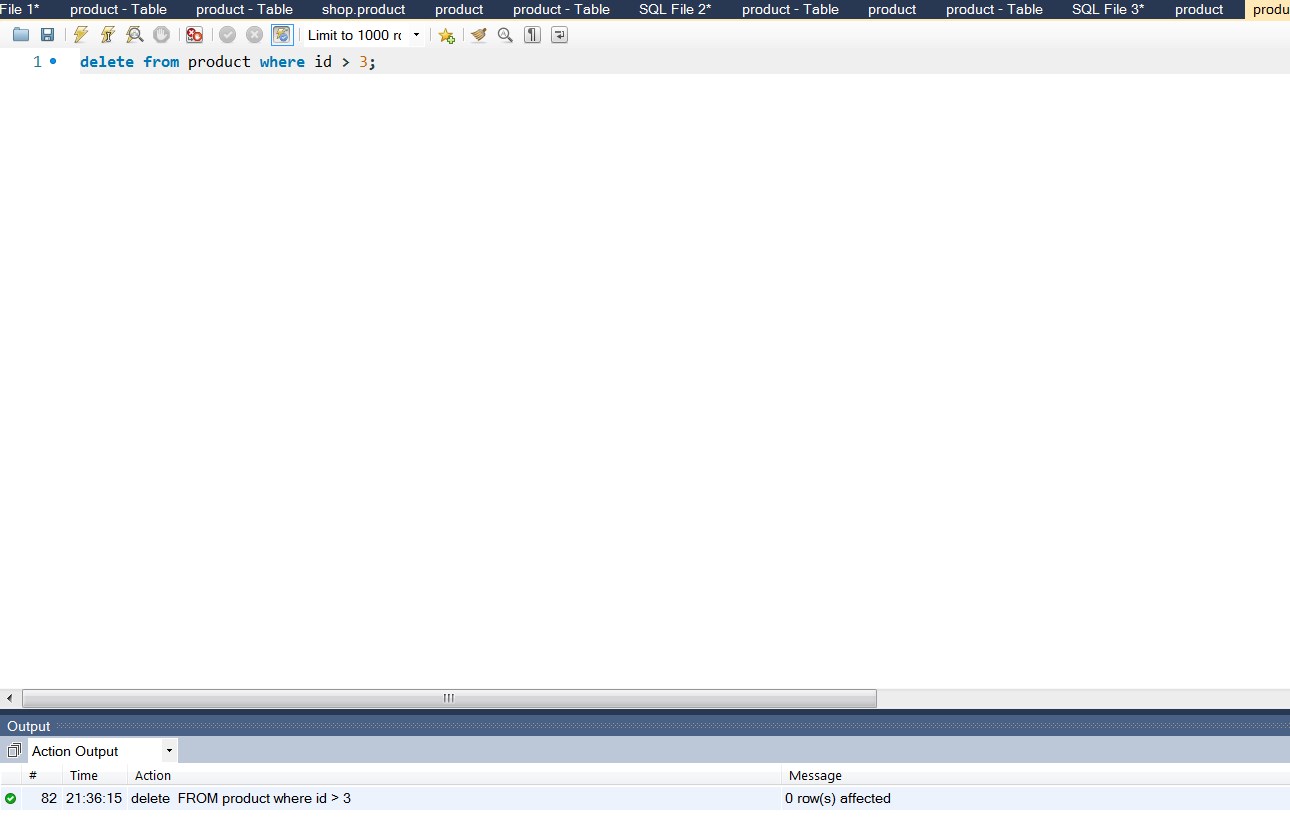 File 1* product - Table product - Table shop.product product product - Table SQL File 2* product - Table product product - Table SQL File 3* product produ
Limit to 1000 rc
1 delete from product where id > 3;
Output
Action Output
# Time Action Message
82 21:36:15 delete FROM product where id > 3 0 row(s) affected